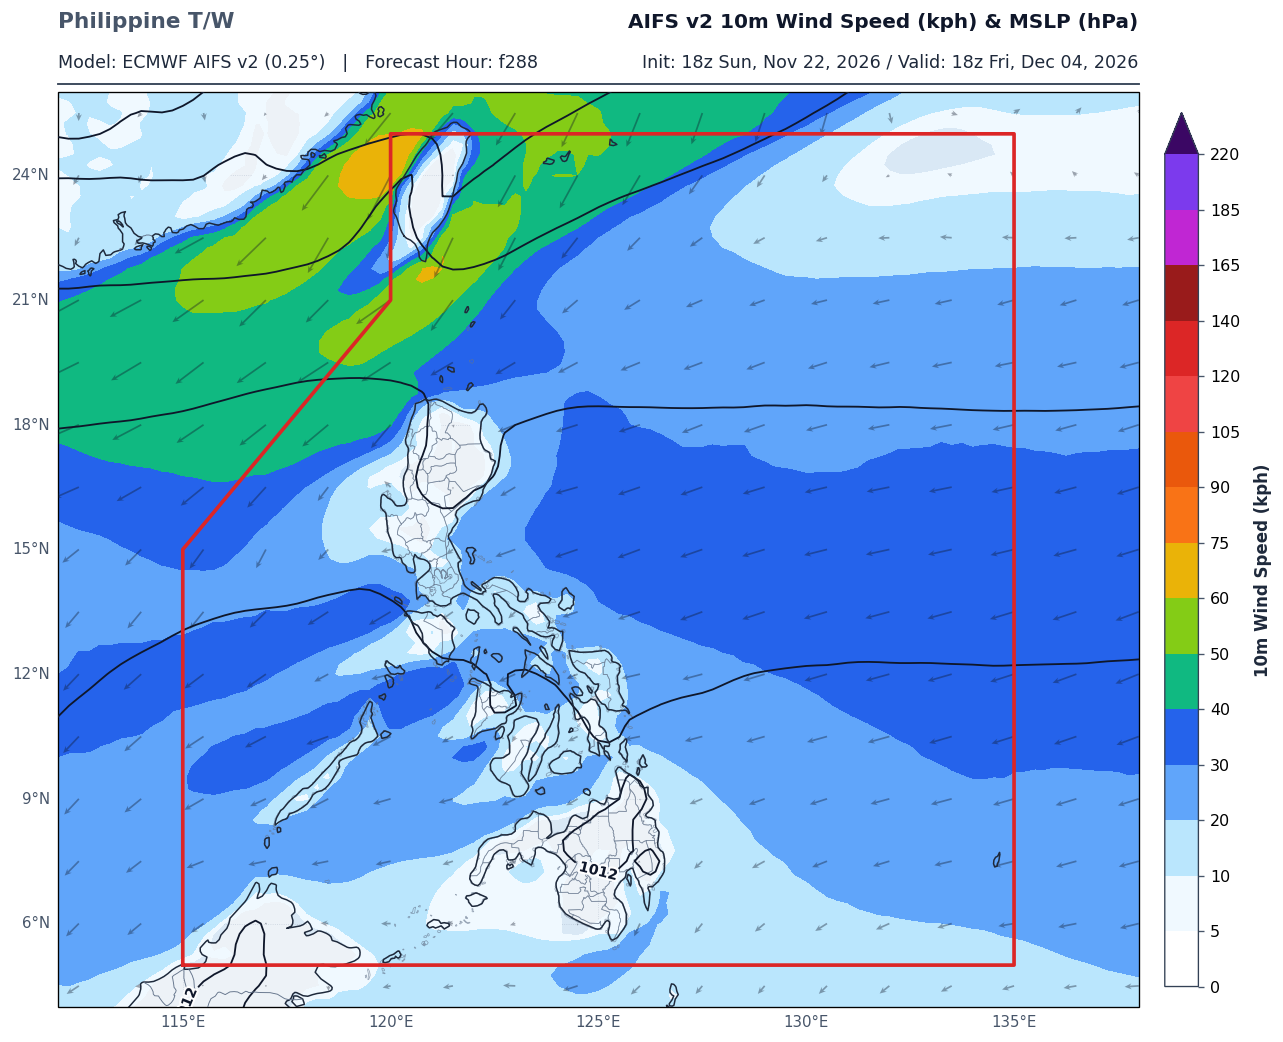 Philippine T/W
AIFS v2 10m Wind Speed (kph) & MSLP (hPa)
Model: ECMWF AIFS v2 (0.25°) | Forecast Hour: f288
Init: 18z Sun, Nov 22, 2026 / Valid: 18z Fri, Dec 04, 2026
24°N
21°N
18°N
15°N
12°N
9°N
6°N
115°E
120°E
125°E
130°E
135°E
1012
12
220
185
165
140
120
105
90
75
60
50
40
30
20
10
5
0
10m Wind Speed (kph)